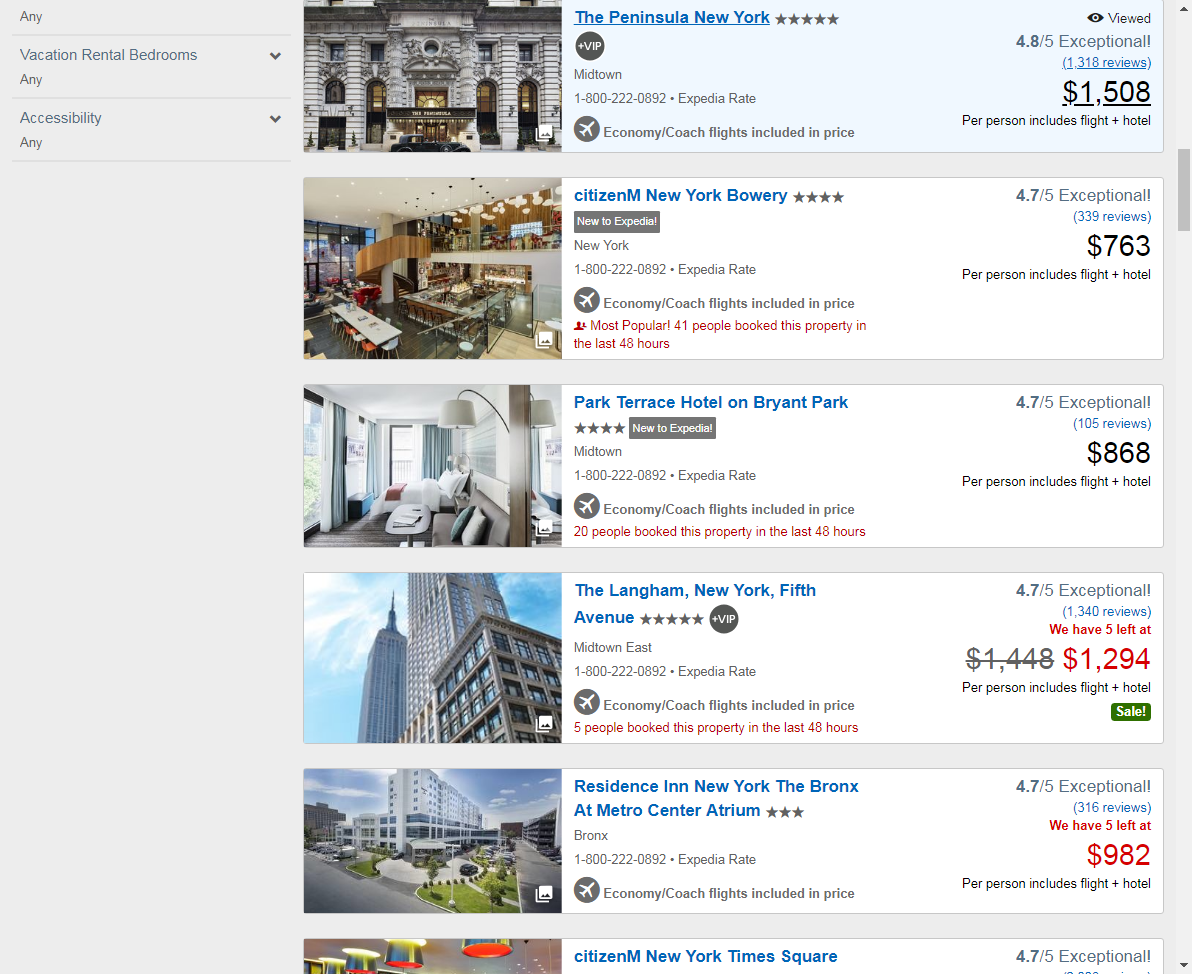 Any
Vacation Rental Bedrooms
Any
Accessibility
Any
THE PENINSULA
The Peninsula New York
Viewed
+VIP
4.8/5 Exceptional!
(1,318 reviews)
Midtown
$1,508
1-800-222-0892 • Expedia Rate
Per person includes flight + hotel
Economy/Coach flights included in price
citizenM New York Bowery
4.7/5 Exceptional!
New to Expedia!
(339 reviews)
New York
$763
1-800-222-0892 • Expedia Rate
Per person includes flight + hotel
Economy/Coach flights included in price
Most Popular! 41 people booked this property in
the last 48 hours
Park Terrace Hotel on Bryant Park
4.7/5 Exceptional!
New to Expedia!
(105 reviews)
Midtown
$868
1-800-222-0892 • Expedia Rate
Per person includes flight + hotel
Economy/Coach flights included in price
20 people booked this property in the last 48 hours
The Langham, New York, Fifth
Avenue +VIP
4.7/5 Exceptional!
(1,340 reviews)
We have 5 left at
Midtown East
$1,448 $1,294
1-800-222-0892 • Expedia Rate
Per person includes flight + hotel
Economy/Coach flights included in price
Sale!
5 people booked this property in the last 48 hours
Residence Inn New York The Bronx
At Metro Center Atrium
4.7/5 Exceptional!
(316 reviews)
We have 5 left at
Bronx
$982
1-800-222-0892 • Expedia Rate
Per person includes flight + hotel
Economy/Coach flights included in price
citizenM New York Times Square
4.7/5 Exceptional!